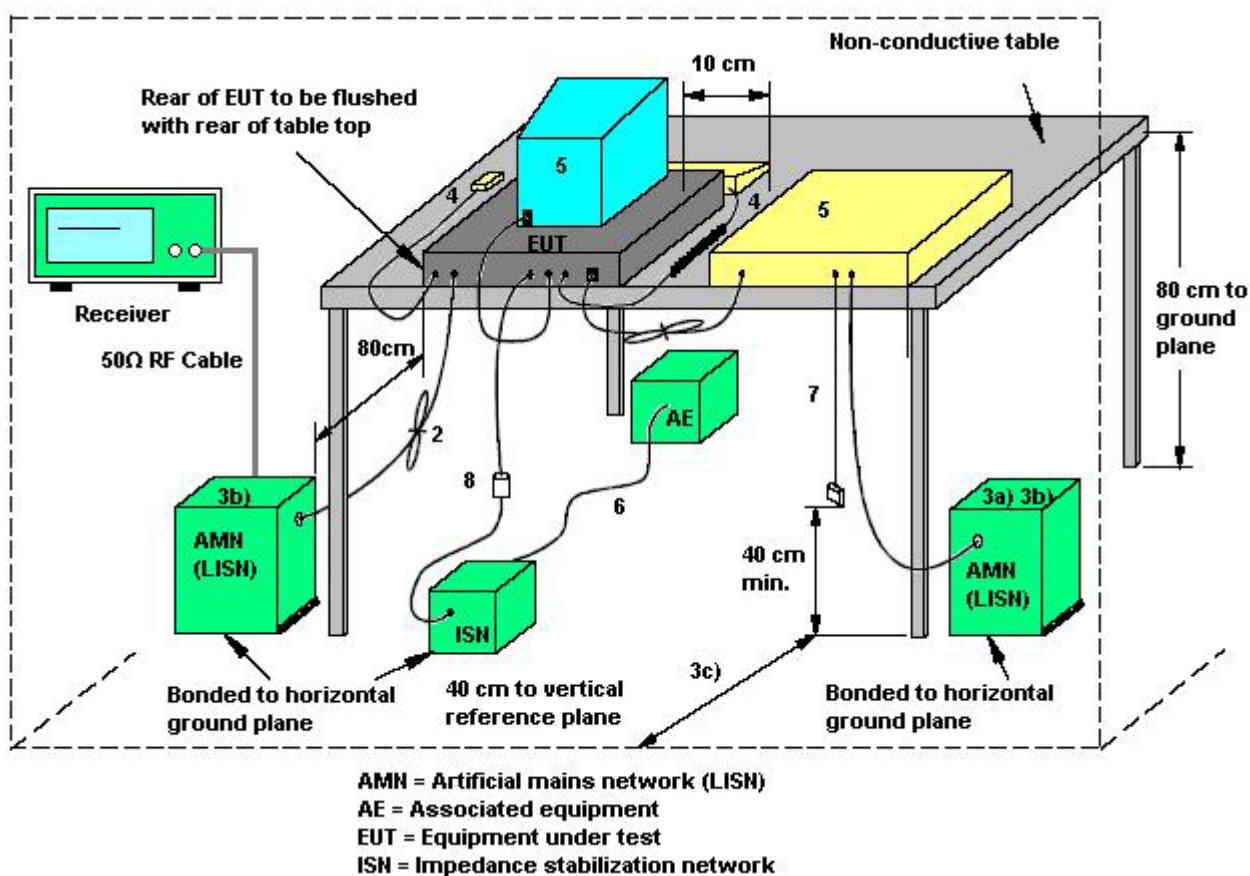 Non-conductive table
10 cm
Rear of EUT to be flushed
with rear of table top
5
4
4
5
EUT
Receiver
50Ω RF Cable
80cm
80 cm to
ground
plane
AE
7
2
8
6
3b)
AMN
(LISN)
40 cm
min.
3a) 3b)
AMN
(LISN)
ISN
3c)
Bonded to horizontal
ground plane
40 cm to vertical
reference plane
Bonded to horizontal
ground plane
AMN = Artificial mains network (LISN)
AE = Associated equipment
EUT = Equipment under test
ISN = Impedance stabilization network